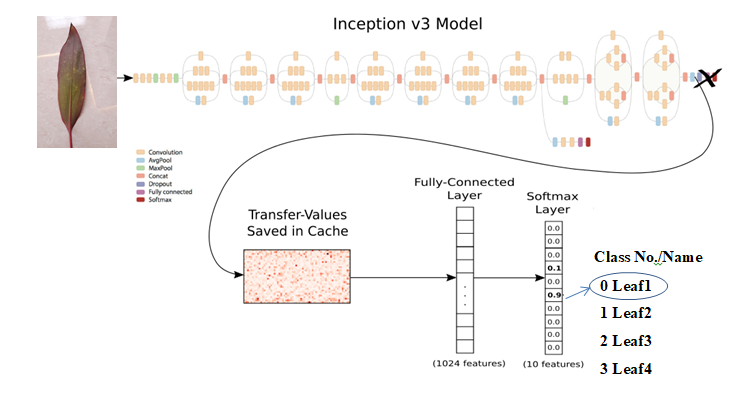 Inception v3 Model
Convolution
AvgPool
MaxPool
Concat
Dropout
Fully connected
Softmax
Transfer-Values
Saved in Cache
Fully-Connected
Layer
(1024 features)
Softmax
Layer
0.0
0.0
0.0
0.1
0.0
0.9
0.0
0.0
0.0
0.0
(10 features)
Class No./Name
0 Leaf1
1 Leaf2
2 Leaf3
3 Leaf4